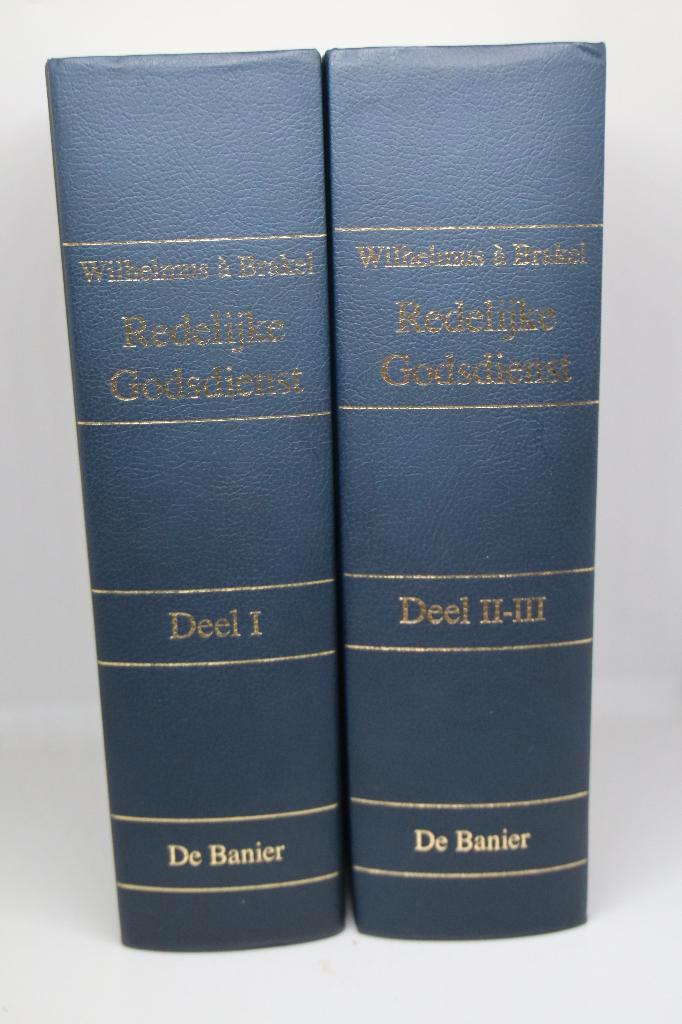 Wilhelmus à Brakel
Redelijke
Godsdienst
Deel I
De Banier
Wilhelmus à Brakel
Redelijke
Godsdienst
Deel II-III
De Banier